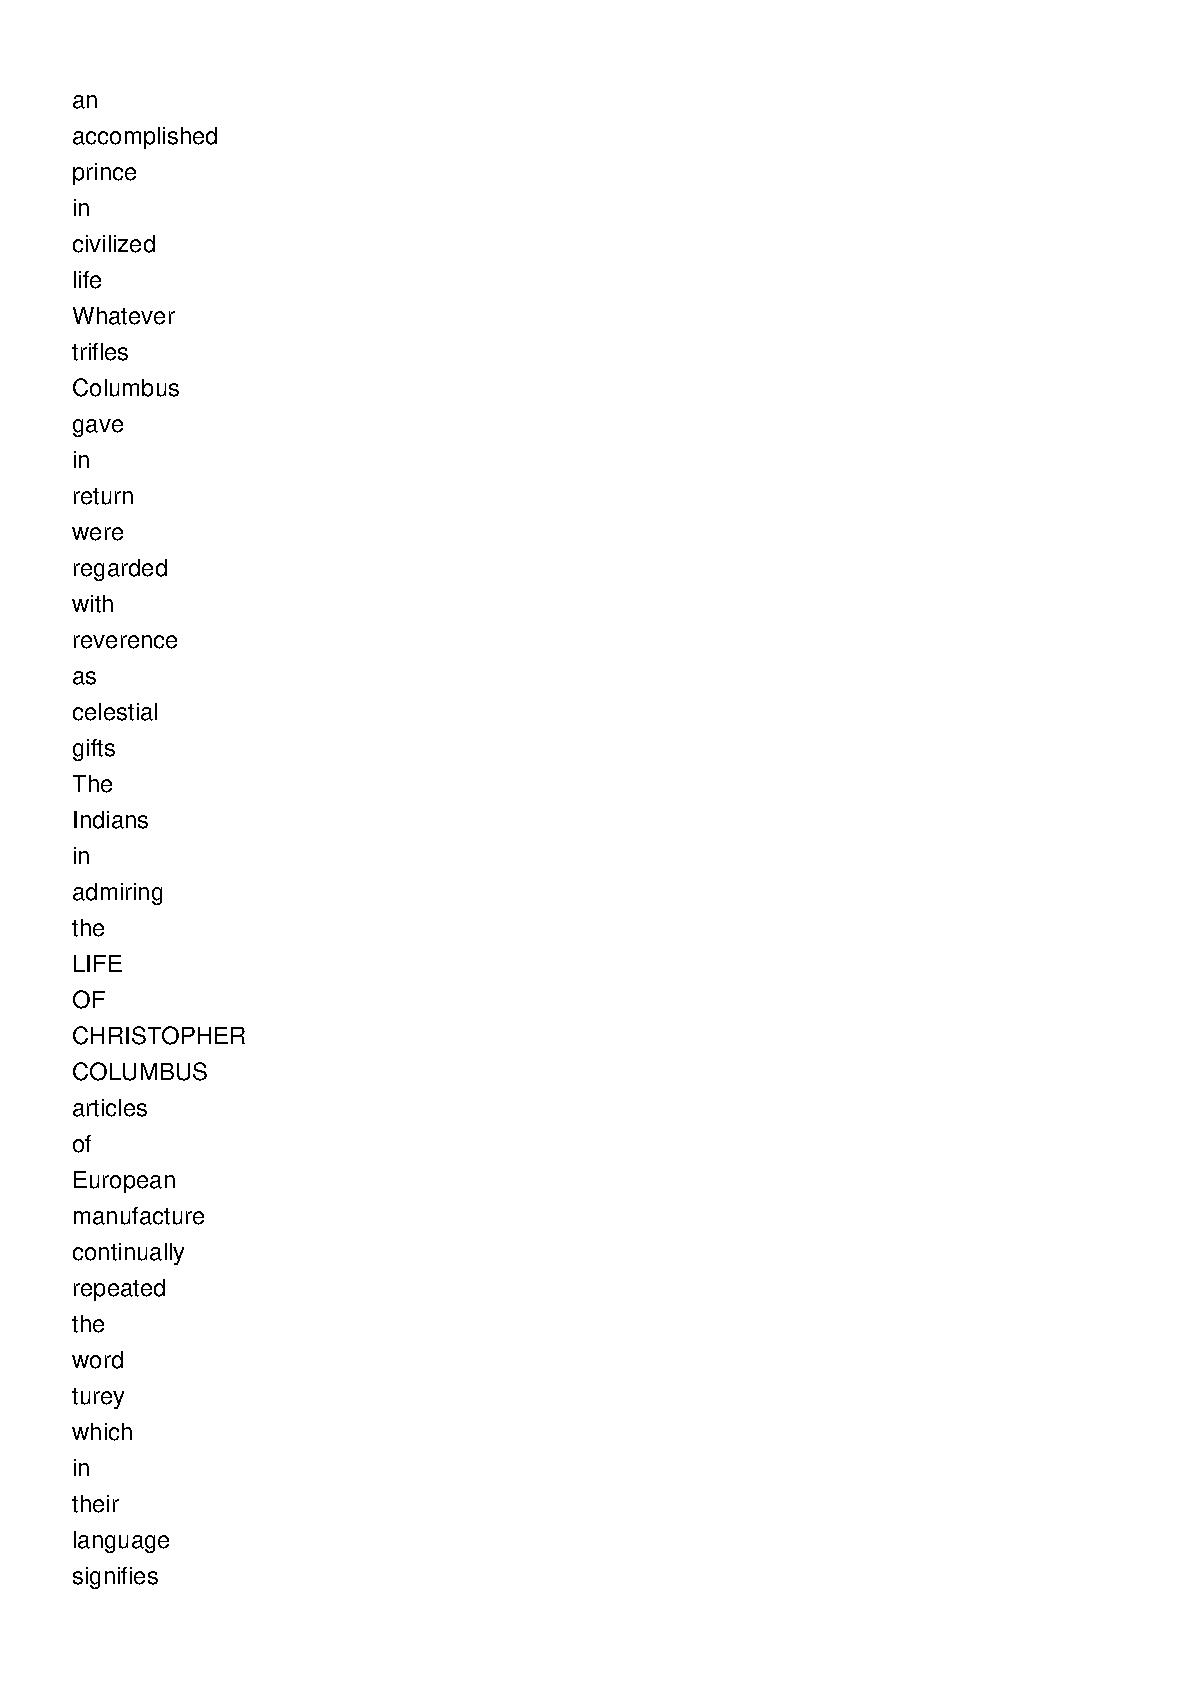 an
accomplished
prince
in
civilized
life
Whatever
trifles
Columbus
gave
in
return
were
regarded
with
reverence
as
celestial
gifts
The
Indians
in
admiring
the
LIFE
OF
CHRISTOPHER
COLUMBUS
articles
of
European
manufacture
continually
repeated
the
word
turey
which
in
their
language
signifies